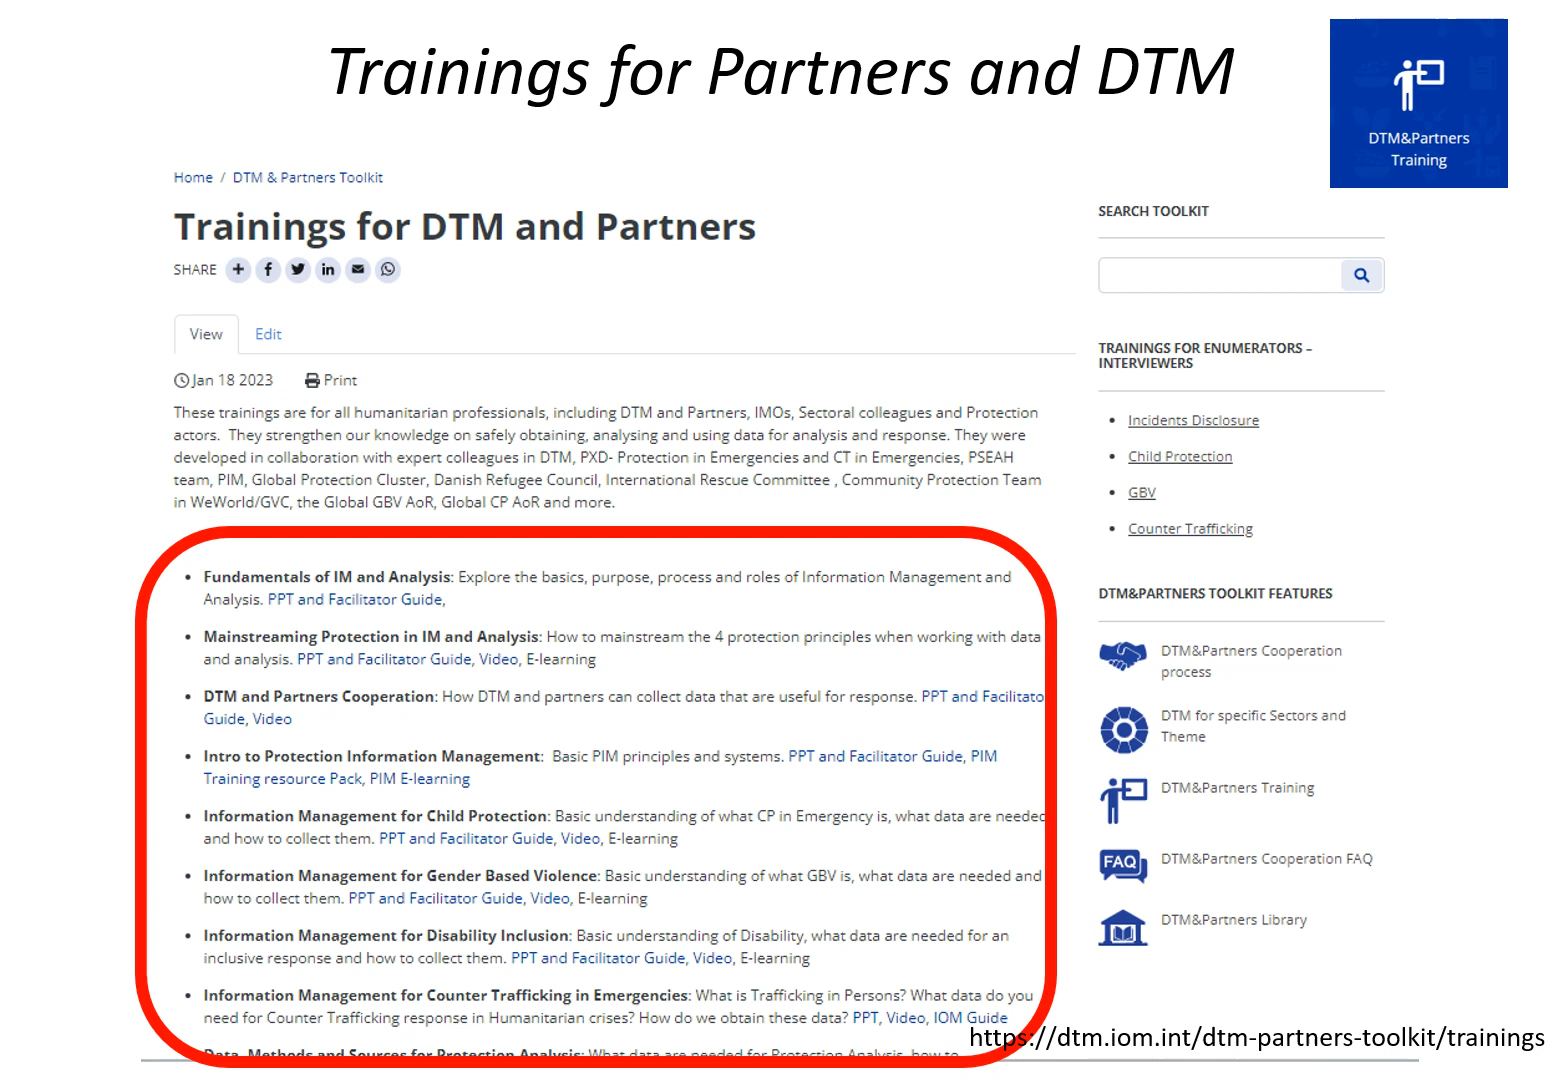 Trainings for Partners and DTM
DTM&Partners
Training
Home / DTM & Partners Toolkit
Trainings for DTM and Partners
SHARE
View
Edit
Jan 18 2023
Print
These trainings are for all humanitarian professionals, including DTM and Partners, IMOs, Sectoral colleagues and Protection
actors. They strengthen our knowledge on safely obtaining, analysing and using data for analysis and response. They were
developed in collaboration with expert colleagues in DTM, PXD- Protection in Emergencies and CT in Emergencies, PSEAH
team, PIM, Global Protection Cluster, Danish Refugee Council, International Rescue Committee , Community Protection Team
in WeWorld/GVC, the Global GBV AoR, Global CP AoR and more.
Fundamentals of IM and Analysis: Explore the basics, purpose, process and roles of Information Management and
Analysis. PPT and Facilitator Guide,
Mainstreaming Protection in IM and Analysis: How to mainstream the 4 protection principles when working with data
and analysis. PPT and Facilitator Guide, Video, E-learning
DTM and Partners Cooperation: How DTM and partners can collect data that are useful for response. PPT and Facilitato
Guide, Video
Intro to Protection Information Management: Basic PIM principles and systems. PPT and Facilitator Guide, PIM
Training resource Pack, PIM E-learning
Information Management for Child Protection: Basic understanding of what CP in Emergency is, what data are needed
and how to collect them. PPT and Facilitator Guide, Video, E-learning
Information Management for Gender Based Violence: Basic understanding of what GBV is, what data are needed and
how to collect them. PPT and Facilitator Guide, Video, E-learning
Information Management for Disability Inclusion: Basic understanding of Disability, what data are needed for an
inclusive response and how to collect them. PPT and Facilitator Guide, Video, E-learning
Information Management for Counter Trafficking in Emergencies: What is Trafficking in Persons? What data do you
need for Counter Trafficking response in Humanitarian crises? How do we obtain these data? PPT, Video, IOM Guide
Data, Methods and Sources for Protection Analysis: What data are needed for Protection Analysis, how to
SEARCH TOOLKIT
TRAININGS FOR ENUMERATORS –
INTERVIEWERS
Incidents Disclosure
Child Protection
GBV
Counter Trafficking
DTM&PARTNERS TOOLKIT FEATURES
DTM&Partners Cooperation
process
DTM for specific Sectors and
Theme
DTM&Partners Training
FAQ
DTM&Partners Cooperation FAQ
DTM&Partners Library
https://dtm.iom.int/dtm-partners-toolkit/trainings